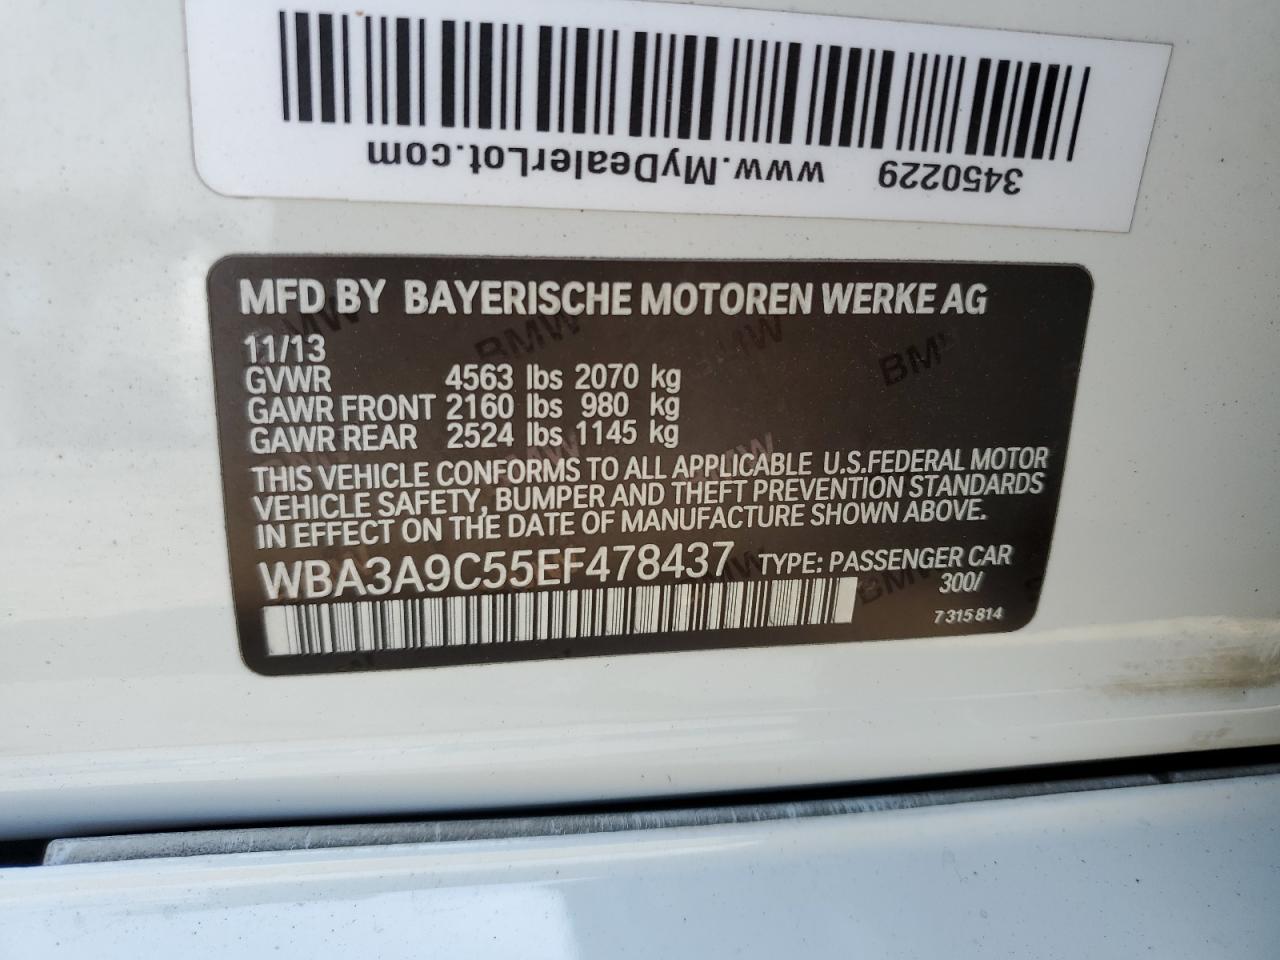 3450229 www.MyDealerLot.com
MFD BY BAYERISCHE MOTOREN WERKE AG
11/13
GVWR 4563 lbs 2070 kg
GAWR FRONT 2160 lbs 980 kg
GAWR REAR 2524 lbs 1145 kg
THIS VEHICLE CONFORMS TO ALL APPLICABLE U.S.FEDERAL MOTOR
VEHICLE SAFETY, BUMPER AND THEFT PREVENTION STANDARDS
IN EFFECT ON THE DATE OF MANUFACTURE SHOWN ABOVE.
WBA3A9C55EF478437 TYPE: PASSENGER CAR
300/
7315814